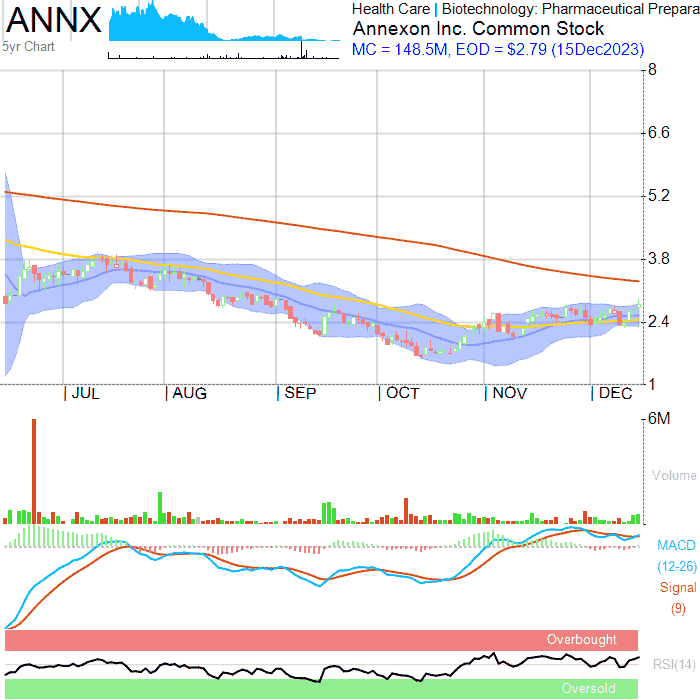 ANNX
5yr Chart
Health Care | Biotechnology: Pharmaceutical Prepara
Annexon Inc. Common Stock
MC = 148.5M, EOD = $2.79 (15Dec2023)
8
6.6
5.2
3.8
2.4
1
JUL AUG SEP OCT NOV DEC
6M
Volume
MACD
(12-26)
Signal
(9)
Overbought
RSI(14)
Oversold